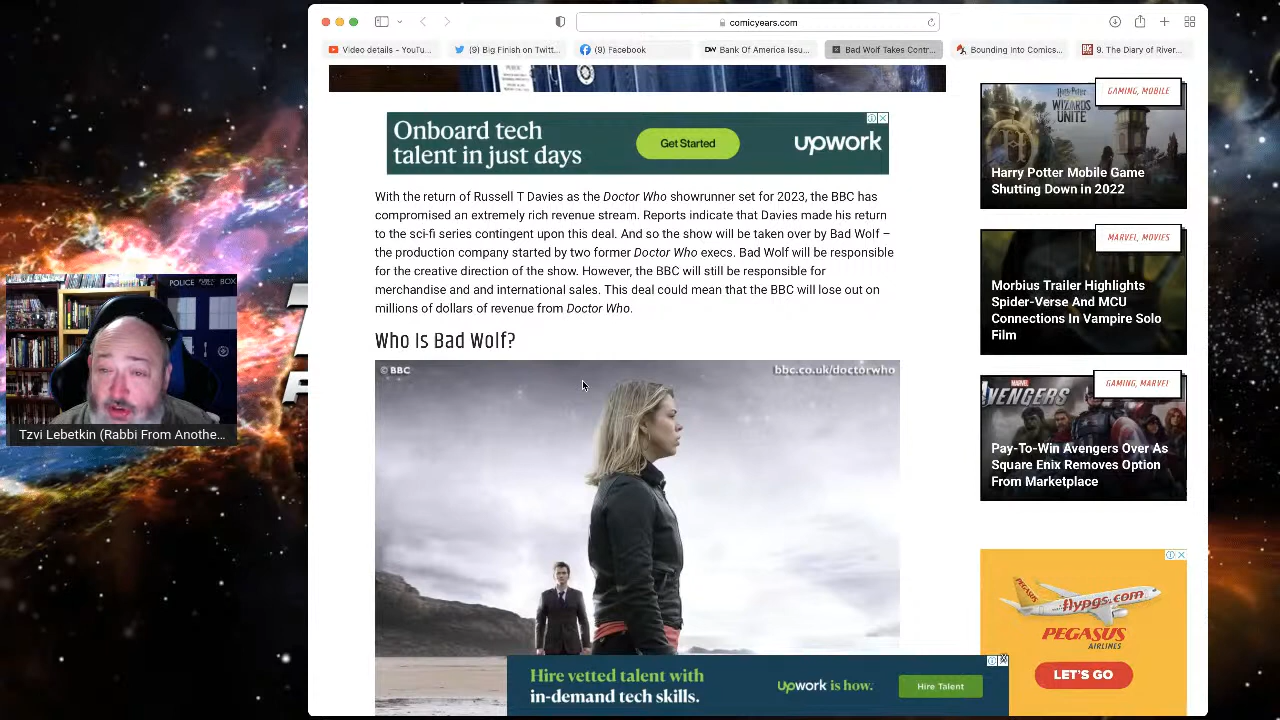 comicyears.com
Video details - YouTu...
(9) Big Finish on Twitt...
(9) Facebook
DW Bank Of America Issu...
Bad Wolf Takes Contr...
Bounding Into Comics...
9. The Diary of River...
Onboard tech
talent in just days
Get Started
upwork
With the return of Russell T Davies as the Doctor Who showrunner set for 2023, the BBC has
compromised an extremely rich revenue stream. Reports indicate that Davies made his return
to the sci-fi series contingent upon this deal. And so the show will be taken over by Bad Wolf –
the production company started by two former Doctor Who execs. Bad Wolf will be responsible
for the creative direction of the show. However, the BBC will still be responsible for
merchandise and and international sales. This deal could mean that the BBC will lose out on
millions of dollars of revenue from Doctor Who.
Who Is Bad Wolf?
© BBC
bbc.co.uk/doctorwho
Hire vetted talent with
in-demand tech skills.
upwork is how.
Hire Talent
GAMING, MOBILE
Harry Potter
WIZARDS
UNITE
Harry Potter Mobile Game
Shutting Down in 2022
MARVEL, MOVIES
Morbius Trailer Highlights
Spider-Verse And MCU
Connections In Vampire Solo
Film
GAMING, MARVEL
MARVEL
VENGERS
Pay-To-Win Avengers Over As
Square Enix Removes Option
From Marketplace
flypgs.com
PEGASUS
AIRLINES
LET'S GO
POLICE BOX
Tzvi Lebetkin (Rabbi From Anothe...